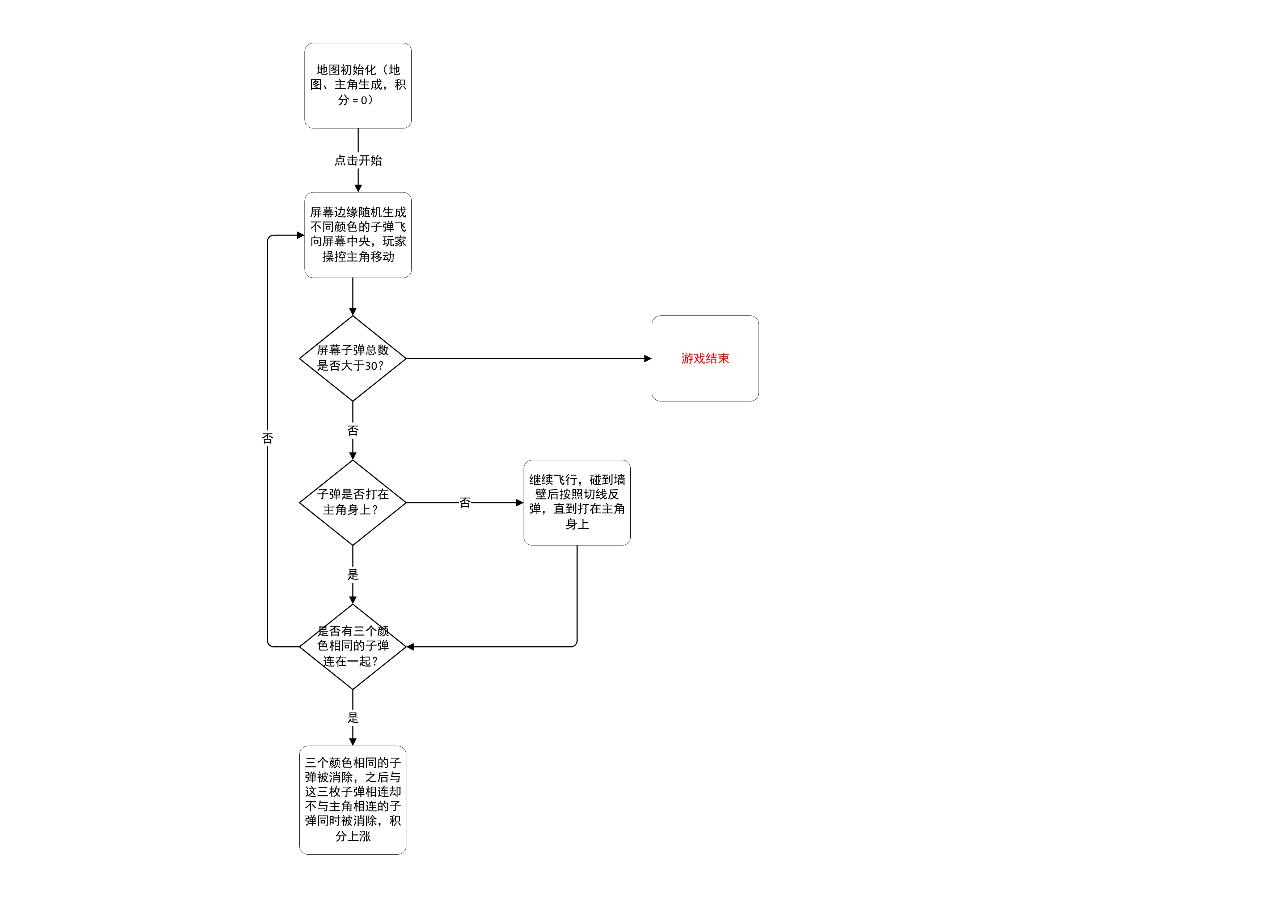 地图初始化（地
图、主角生成，积
分 = 0）
点击开始
屏幕边缘随机生成
不同颜色的子弹飞
向屏幕中央，玩家
操控主角移动
屏幕子弹总数
是否大于30?
游戏结束
否
否
子弹是否打在
主角身上?
否
继续飞行，碰到墙
壁后按照切线反
弹，直到打在主角
身上
是
是否有三个颜
色相同的子弹
连在一起?
是
三个颜色相同的子
弹被消除，之后与
这三枚子弹相连却
不与主角相连的子
弹同时被消除，积
分上涨